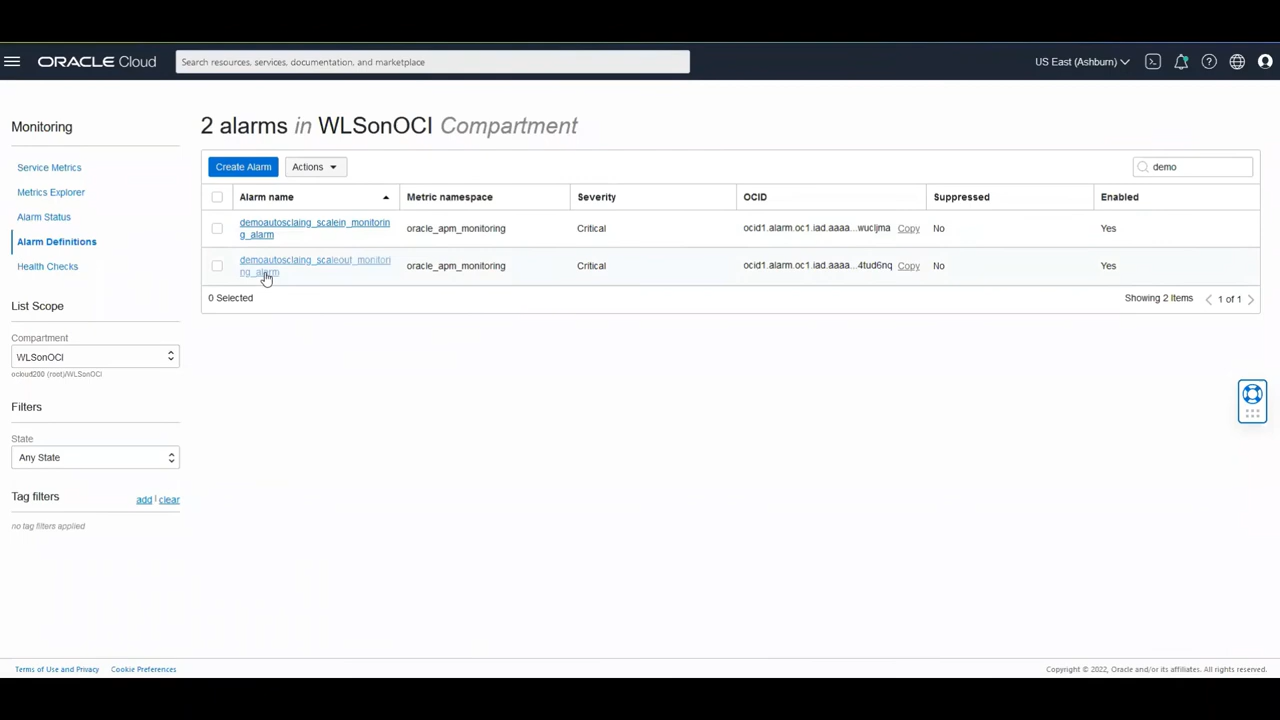 ORACLE Cloud
Search resources, services, documentation, and marketplace
US East (Ashburn)
Monitoring
Service Metrics
Metrics Explorer
Alarm Status
Alarm Definitions
Health Checks
List Scope
Compartment
WLSonOCI
ocloud200 (root)/WLSonOCI
Filters
State
Any State
Tag filters
add | clear
no tag filters applied
2 alarms in WLSonOCI Compartment
Create Alarm
Actions
demo
Alarm name Metric namespace Severity OCID Suppressed Enabled
demoautosclaing_scalein_monitorin
g_alarm
oracle_apm_monitoring Critical ocid1.alarm.oc1.iad.aaaa...wucljma Copy No Yes
demoautosclaing_scaleout_monitori
ng_alarm
oracle_apm_monitoring Critical ocid1.alarm.oc1.iad.aaaa...4tud6nq Copy No Yes
0 Selected
Showing 2 Items
1 of 1
Terms of Use and Privacy
Cookie Preferences
Copyright © 2022, Oracle and/or its affiliates. All rights reserved.